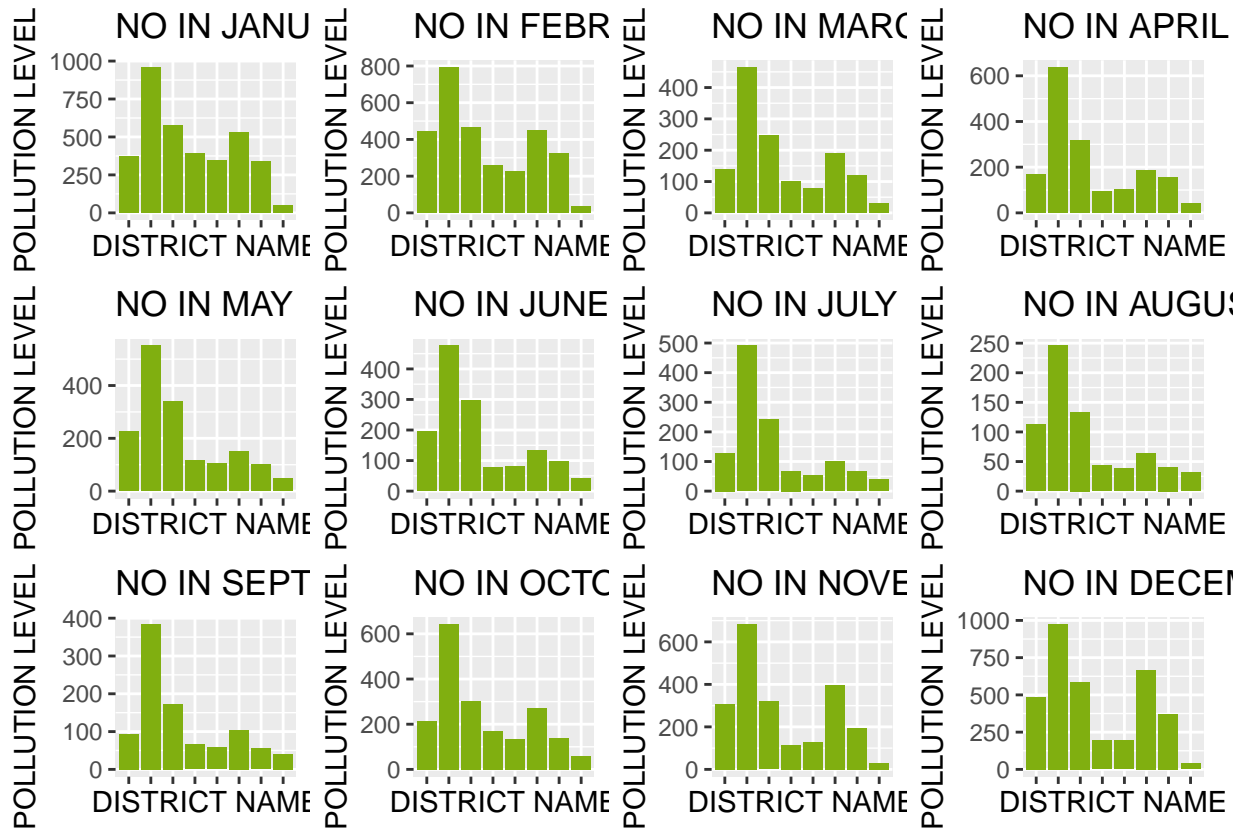 NO IN JANU
POLLUTION LEVEL
1000
750
500
250
0
DISTRICT NAME
NO IN FEBR
POLLUTION LEVEL
800
600
400
200
0
DISTRICT NAME
NO IN MARC
POLLUTION LEVEL
400
300
200
100
0
DISTRICT NAME
NO IN APRIL
POLLUTION LEVEL
600
400
200
0
DISTRICT NAME
NO IN MAY
POLLUTION LEVEL
400
200
0
DISTRICT NAME
NO IN JUNE
POLLUTION LEVEL
400
300
200
100
0
DISTRICT NAME
NO IN JULY
POLLUTION LEVEL
500
400
300
200
100
0
DISTRICT NAME
NO IN AUGUS
POLLUTION LEVEL
250
200
150
100
50
0
DISTRICT NAME
NO IN SEPT
POLLUTION LEVEL
400
300
200
100
0
DISTRICT NAME
NO IN OCTO
POLLUTION LEVEL
600
400
200
0
DISTRICT NAME
NO IN NOVE
POLLUTION LEVEL
600
400
200
0
DISTRICT NAME
NO IN DECEM
POLLUTION LEVEL
1000
750
500
250
0
DISTRICT NAME